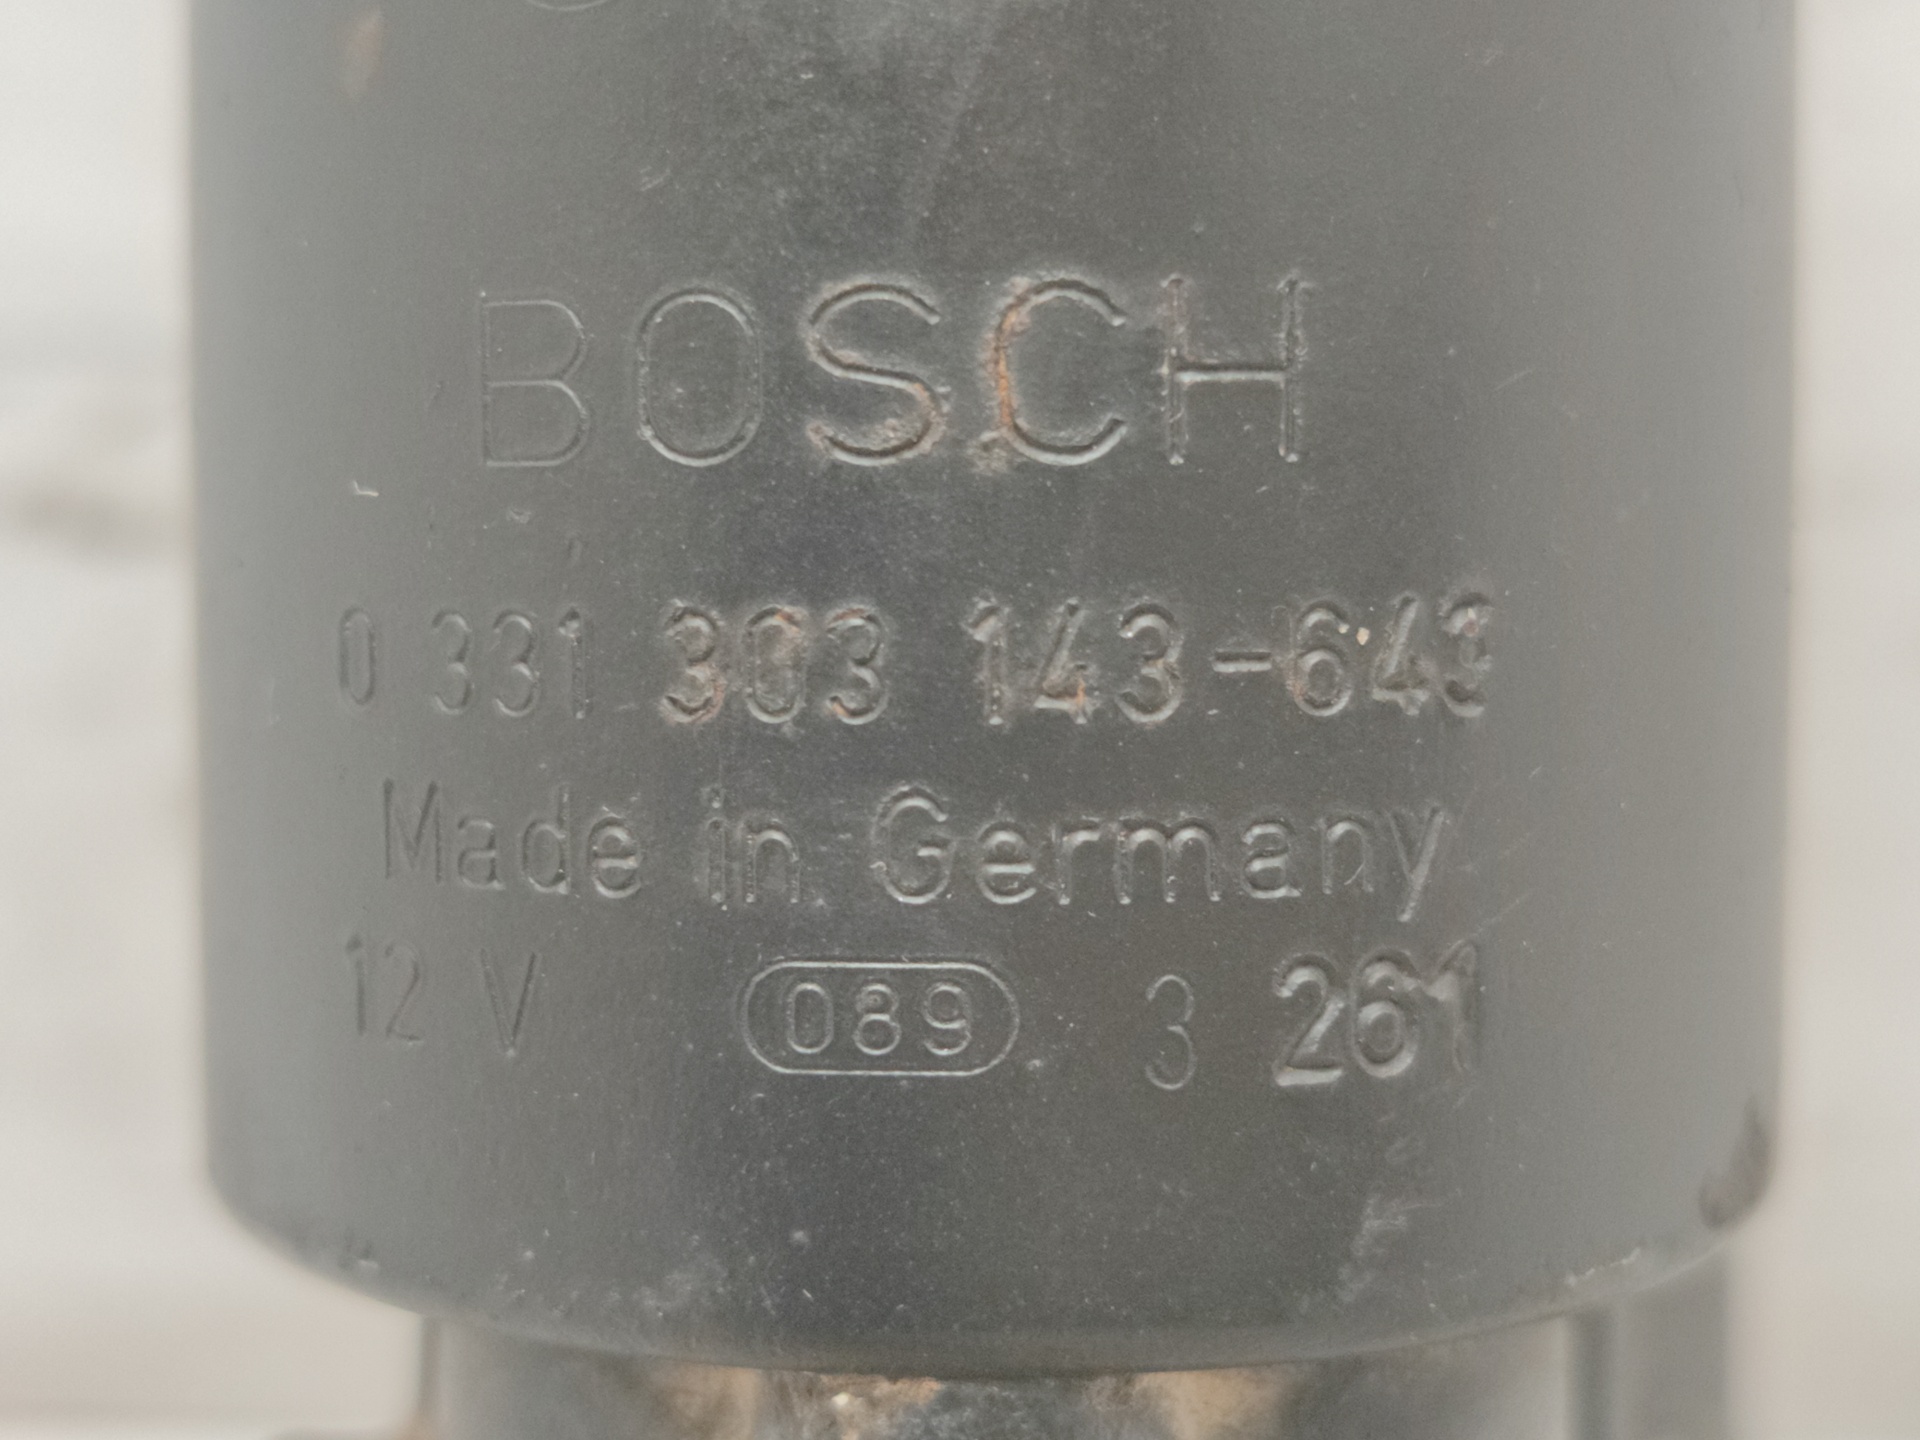 BOSCH
0 331 303 143-643
Made in Germany
12 V 089 3 261